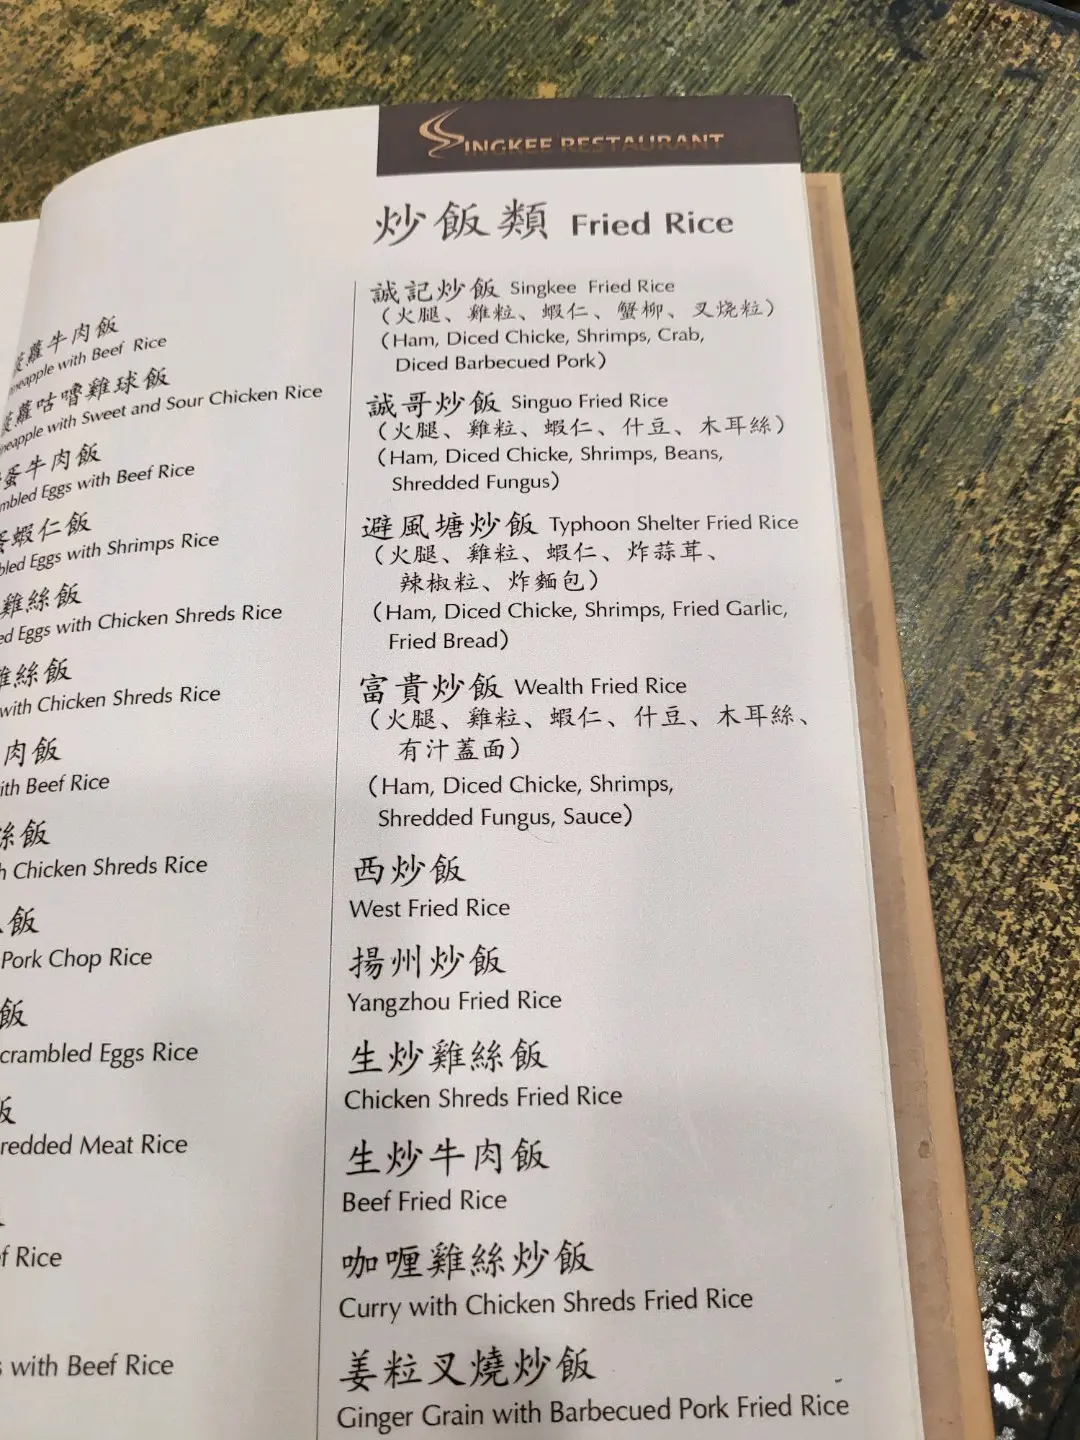 SINGKEE RESTAURANT
炒飯類 Fried Rice
蘿牛肉飯
with Beef Rice
蘿咕嚕雞球飯
with Sweet and Sour Chicken Rice
蛋牛肉飯
Eggs with Beef Rice
蝦仁飯
Eggs with Shrimps Rice
雞絲飯
Eggs with Chicken Shreds Rice
絲飯
with Chicken Shreds Rice
肉飯
Beef Rice
飯
Chicken Shreds Rice
飯
Pork Chop Rice
飯
Eggs Rice
Meat Rice
Rice
with Beef Rice
誠記炒飯 Singkee Fried Rice
(火腿、雞粒、蝦仁、蟹柳、叉烧粒)
(Ham, Diced Chicke, Shrimps, Crab,
Diced Barbecued Pork)
誠哥炒飯 Singuo Fried Rice
(火腿、雞粒、蝦仁、什豆、木耳絲)
(Ham, Diced Chicke, Shrimps, Beans,
Shredded Fungus)
避風塘炒飯 Typhoon Shelter Fried Rice
(火腿、雞粒、蝦仁、炸蒜茸、
辣椒粒、炸麵包)
(Ham, Diced Chicke, Shrimps, Fried Garlic,
Fried Bread)
富貴炒飯 Wealth Fried Rice
(火腿、雞粒、蝦仁、什豆、木耳絲、
有汁蓋面)
(Ham, Diced Chicke, Shrimps,
Shredded Fungus, Sauce)
西炒飯
West Fried Rice
揚州炒飯
Yangzhou Fried Rice
生炒雞絲飯
Chicken Shreds Fried Rice
生炒牛肉飯
Beef Fried Rice
咖喱雞絲炒飯
Curry with Chicken Shreds Fried Rice
姜粒叉燒炒飯
Ginger Grain with Barbecued Pork Fried Rice